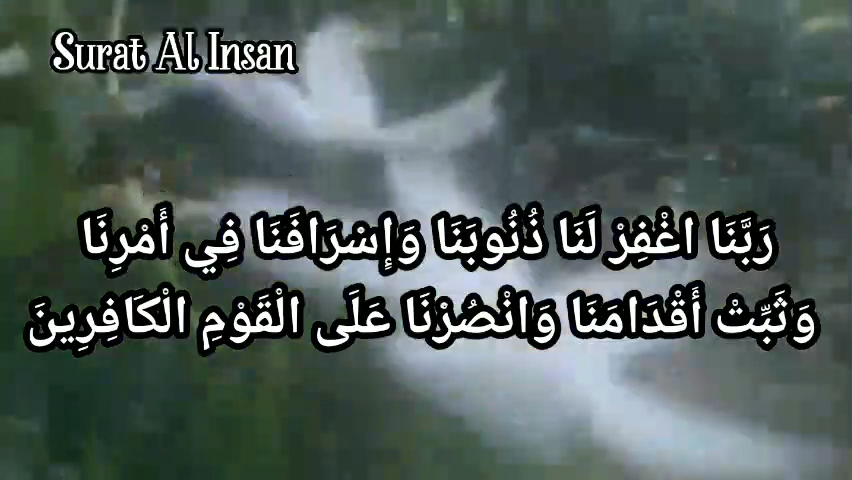 Surat Al Insan
رَبَّنَا اغْفِرْ لَنَا ذُنُوبَنَا وَإِسْرَافَنَا فِي أَمْرِنَا
وَثَبِّتْ أَقْدَامَنَا وَانْصُرْنَا عَلَى الْقَوْمِ الْكَافِرِينَ